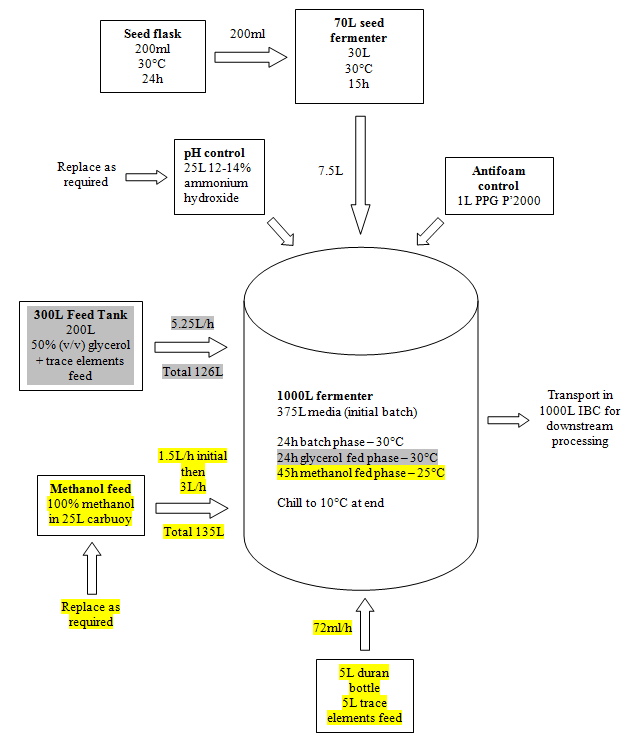 Seed flask
200ml
30°C
24h
200ml
70L seed
fermenter
30L
30°C
15h
Replace as
required
pH control
25L 12-14%
ammonium
hydroxide
7.5L
Antifoam
control
1L PPG P'2000
300L Feed Tank
200L
50% (v/v) glycerol
+ trace elements
feed
5.25L/h
Total 126L
1000L fermenter
375L media (initial batch)
24h batch phase – 30°C
24h glycerol fed phase – 30°C
45h methanol fed phase – 25°C
Chill to 10°C at end
Transport in
1000L IBC for
downstream
processing
Methanol feed
100% methanol
in 25L carbuoy
1.5L/h initial
then
3L/h
Total 135L
Replace as
required
72ml/h
5L duran
bottle
5L trace
elements feed